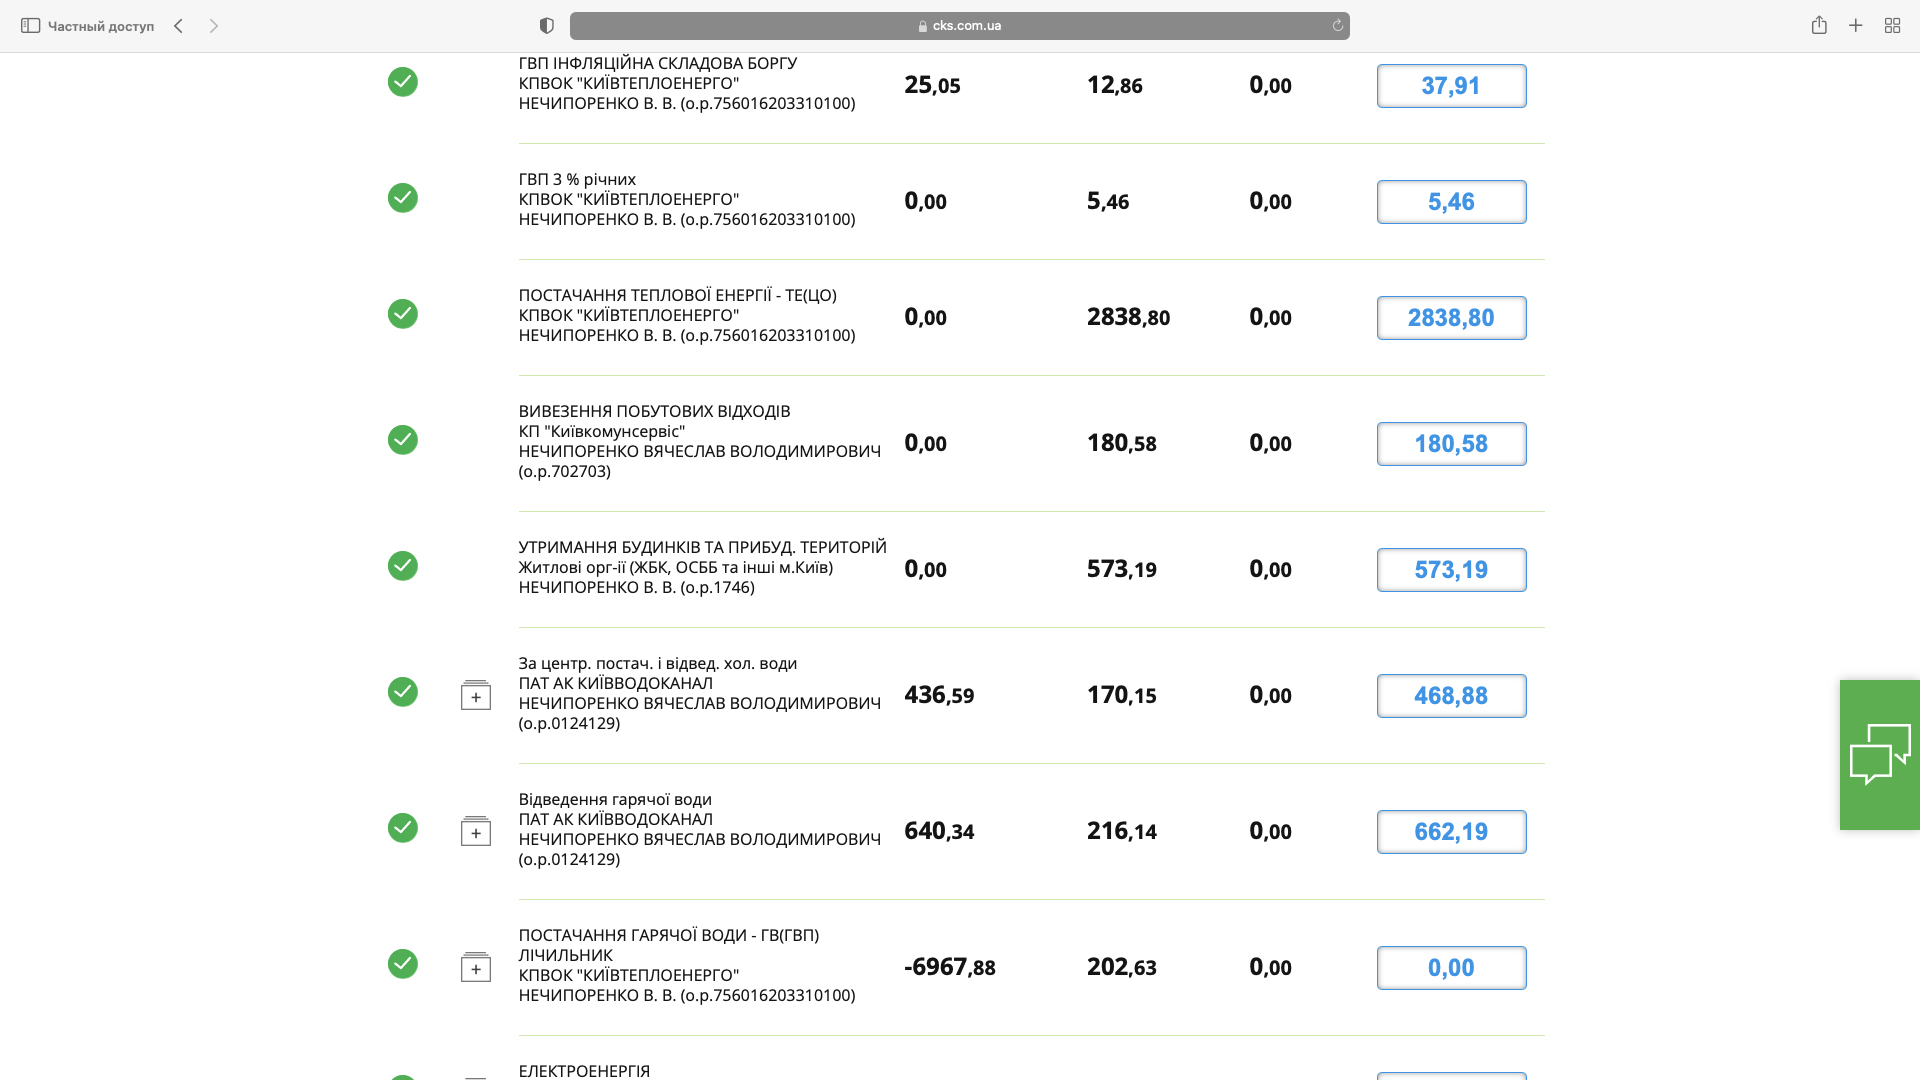 Частный доступ
cks.com.ua
ГВП ІНФЛЯЦІЙНА СКЛАДОВА БОРГУ
КПВОК "КИЇВТЕПЛОЕНЕРГО"
НЕЧИПОРЕНКО В. В. (о.р.756016203310100)
25,05 12,86 0,00 37,91
ГВП 3 % річних
КПВОК "КИЇВТЕПЛОЕНЕРГО"
НЕЧИПОРЕНКО В. В. (о.р.756016203310100)
0,00 5,46 0,00 5,46
ПОСТАЧАННЯ ТЕПЛОВОЇ ЕНЕРГІЇ - ТЕ(ЦО)
КПВОК "КИЇВТЕПЛОЕНЕРГО"
НЕЧИПОРЕНКО В. В. (о.р.756016203310100)
0,00 2838,80 0,00 2838,80
ВИВЕЗЕННЯ ПОБУТОВИХ ВІДХОДІВ
КП "Київкомунсервіс"
НЕЧИПОРЕНКО ВЯЧЕСЛАВ ВОЛОДИМИРОВИЧ
(о.р.702703)
0,00 180,58 0,00 180,58
УТРИМАННЯ БУДИНКІВ ТА ПРИБУД. ТЕРИТОРІЙ
Житлові орг-ії (ЖБК, ОСББ та інші м.Київ)
НЕЧИПОРЕНКО В. В. (о.р.1746)
0,00 573,19 0,00 573,19
За центр. постач. і відвед. хол. води
ПАТ АК КИЇВВОДОКАНАЛ
НЕЧИПОРЕНКО ВЯЧЕСЛАВ ВОЛОДИМИРОВИЧ
(о.р.0124129)
436,59 170,15 0,00 468,88
Відведення гарячої води
ПАТ АК КИЇВВОДОКАНАЛ
НЕЧИПОРЕНКО ВЯЧЕСЛАВ ВОЛОДИМИРОВИЧ
(о.р.0124129)
640,34 216,14 0,00 662,19
ПОСТАЧАННЯ ГАРЯЧОЇ ВОДИ - ГВ(ГВП)
ЛІЧИЛЬНИК
КПВОК "КИЇВТЕПЛОЕНЕРГО"
НЕЧИПОРЕНКО В. В. (о.р.756016203310100)
-6967,88 202,63 0,00 0,00
ЕЛЕКТРОЕНЕРГІЯ